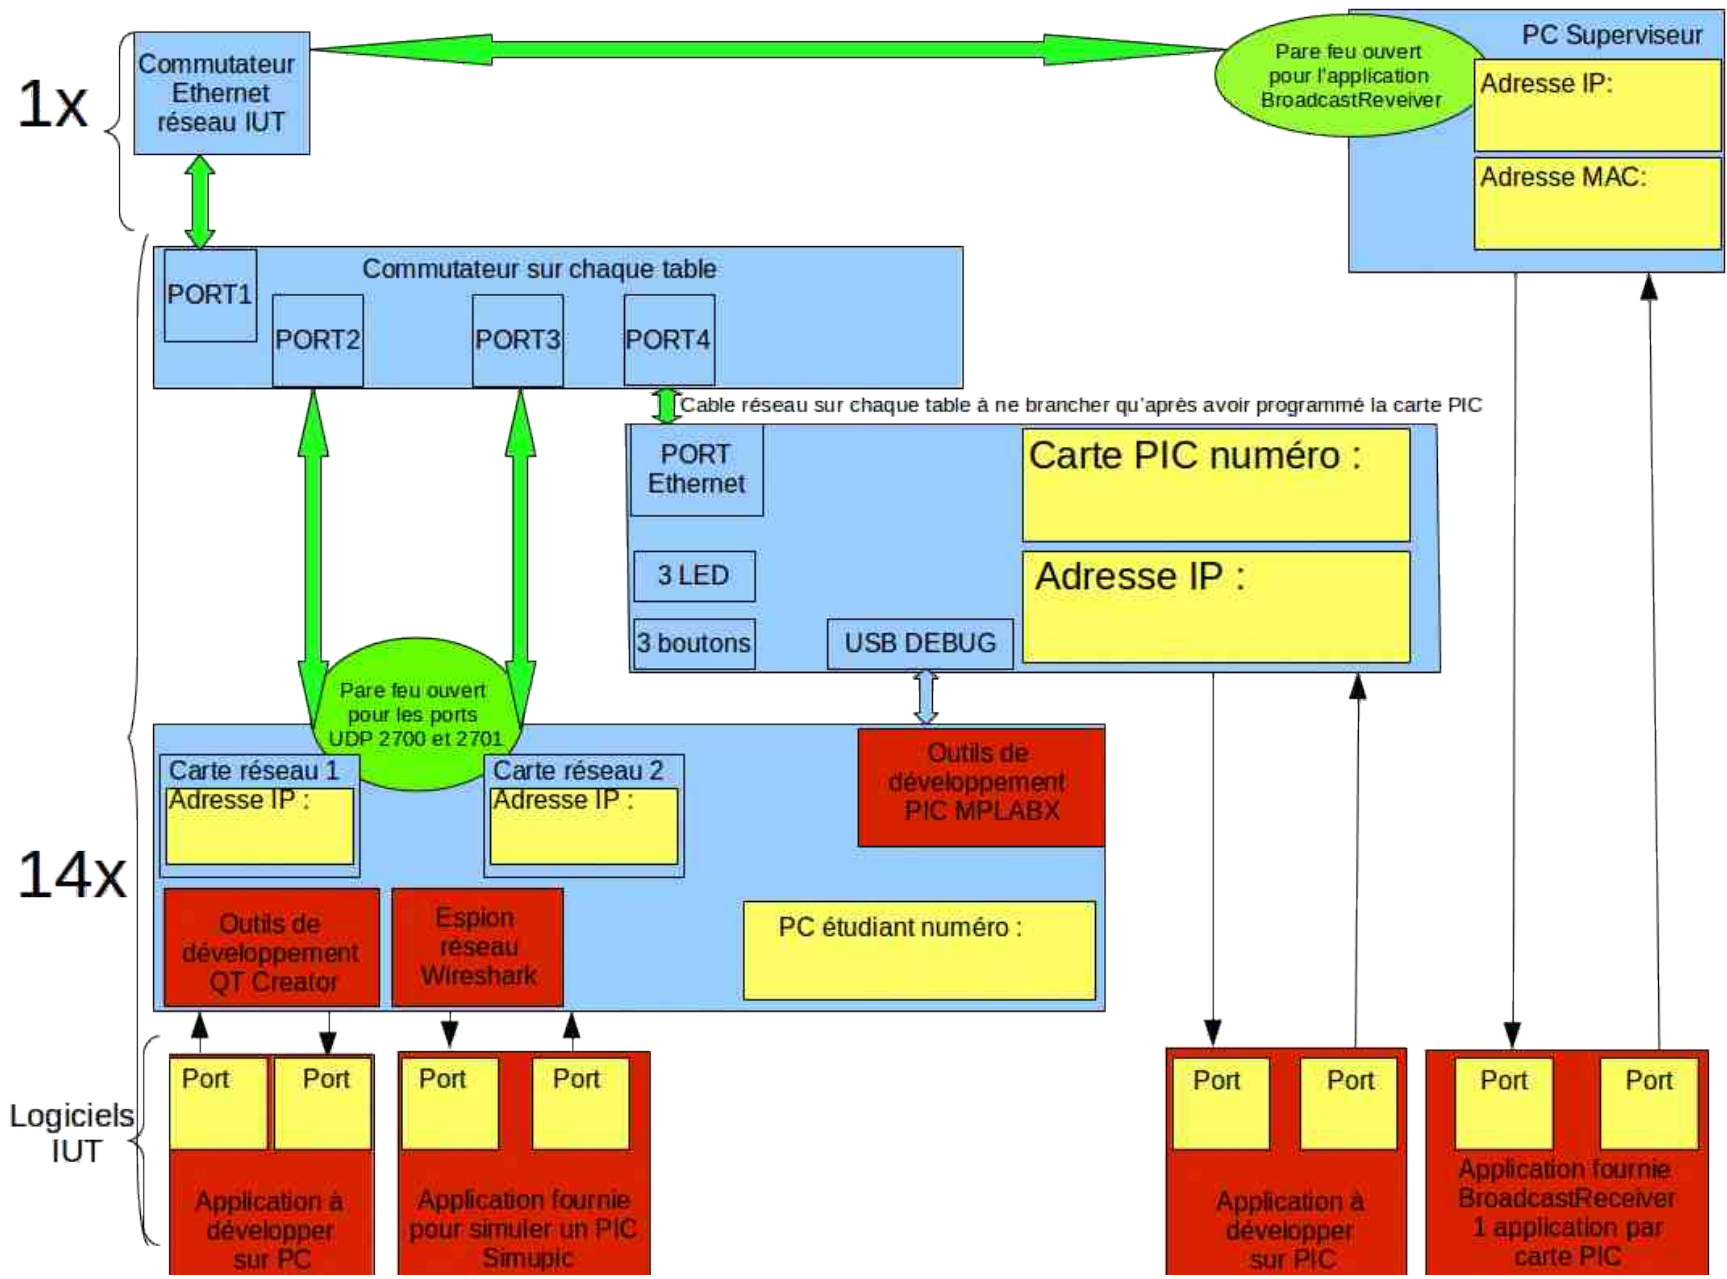 1x
Commutateur
Ethernet
réseau IUT
Pare feu ouvert
pour l'application
BroadcastReveiver
PC Superviseur
Adresse IP:
Adresse MAC:
Commutateur sur chaque table
PORT1
PORT2
PORT3
PORT4
Cable réseau sur chaque table à ne brancher qu'après avoir programmé la carte PIC
PORT
Ethernet
Carte PIC numéro :
3 LED
Adresse IP :
3 boutons
USB DEBUG
Pare feu ouvert
pour les ports
UDP 2700 et 2701
14x
Carte réseau 1
Adresse IP :
Carte réseau 2
Adresse IP :
Outils de
développement
PIC MPLABX
Outils de
développement
QT Creator
Espion
réseau
Wireshark
PC étudiant numéro :
Logiciels
IUT
Port
Port
Application à
développer
sur PC
Port
Port
Application fournie
pour simuler un PIC
Simupic
Port
Port
Application à
développer
sur PIC
Port
Port
Application fournie
BroadcastReceiver
1 application par
carte PIC